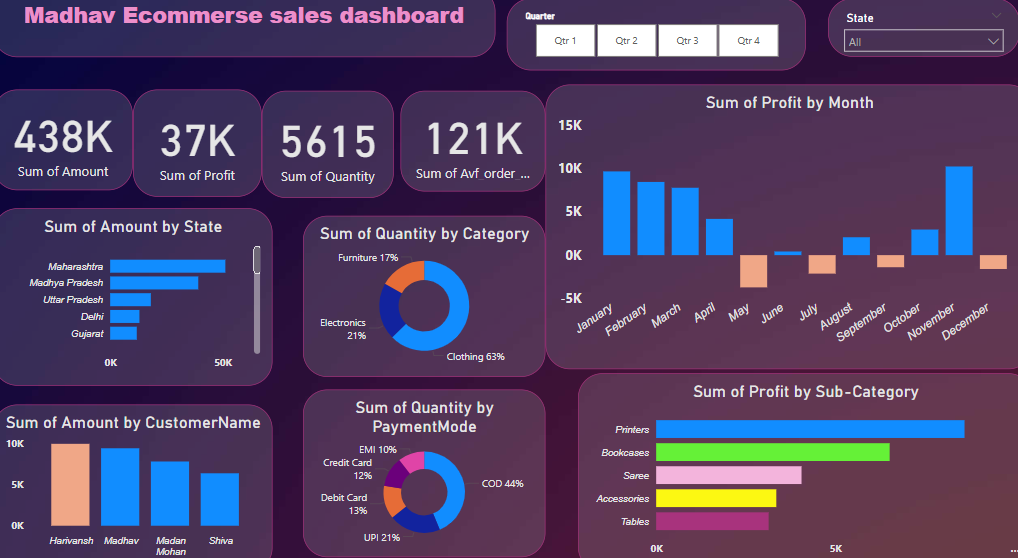 Madhav Ecommerse sales dashboard
Quarter
Qtr 1
Qtr 2
Qtr 3
Qtr 4
State
All
438K
Sum of Amount
37K
Sum of Profit
5615
Sum of Quantity
121K
Sum of Avf_order ...
Sum of Profit by Month
15K
10K
5K
0K
-5K
January
February
March
April
May
June
July
August
September
October
November
December
Sum of Amount by State
Maharashtra
Madhya Pradesh
Uttar Pradesh
Delhi
Gujarat
0K
50K
Sum of Quantity by Category
Furniture 17%
Electronics
21%
Clothing 63%
Sum of Amount by CustomerName
10K
5K
0K
Harivansh
Madhav
Madan
Mohan
Shiva
Sum of Quantity by
PaymentMode
EMI 10%
Credit Card
12%
Debit Card
13%
UPI 21%
COD 44%
Sum of Profit by Sub-Category
Printers
Bookcases
Saree
Accessories
Tables
0K
5K
...